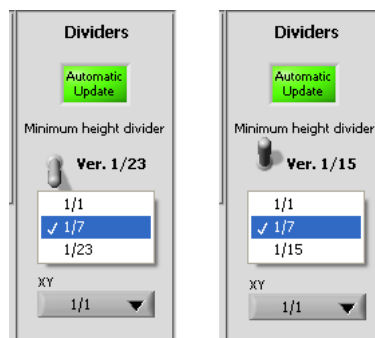 Dividers
Automatic
Update
Minimum height divider
Ver. 1/23
1/1
✓ 1/7
1/23
XY
1/1
Dividers
Automatic
Update
Minimum height divider
Ver. 1/15
1/1
✓ 1/7
1/15
XY
1/1